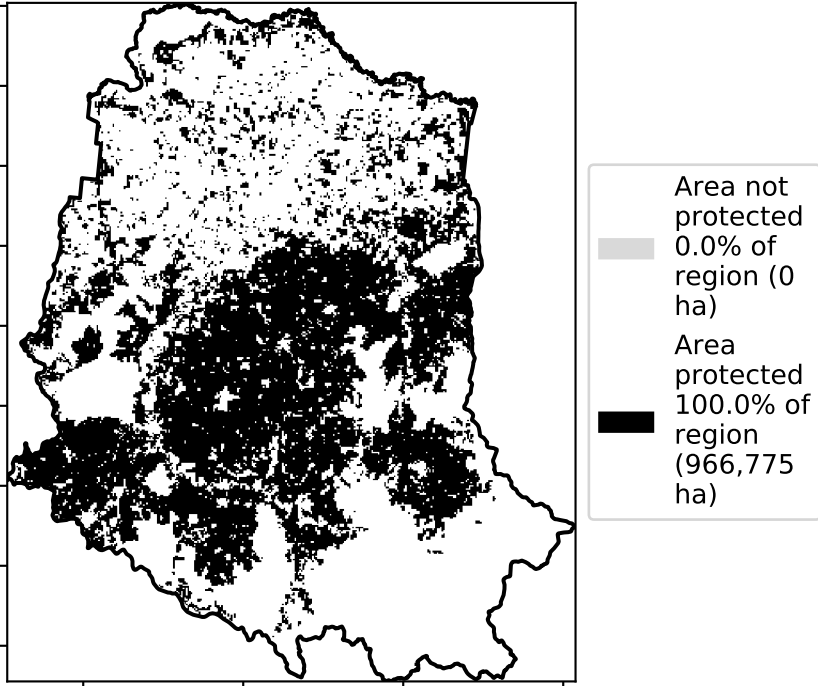 Area not
protected
0.0% of
region (0
ha)
Area
protected
100.0% of
region
(966,775
ha)